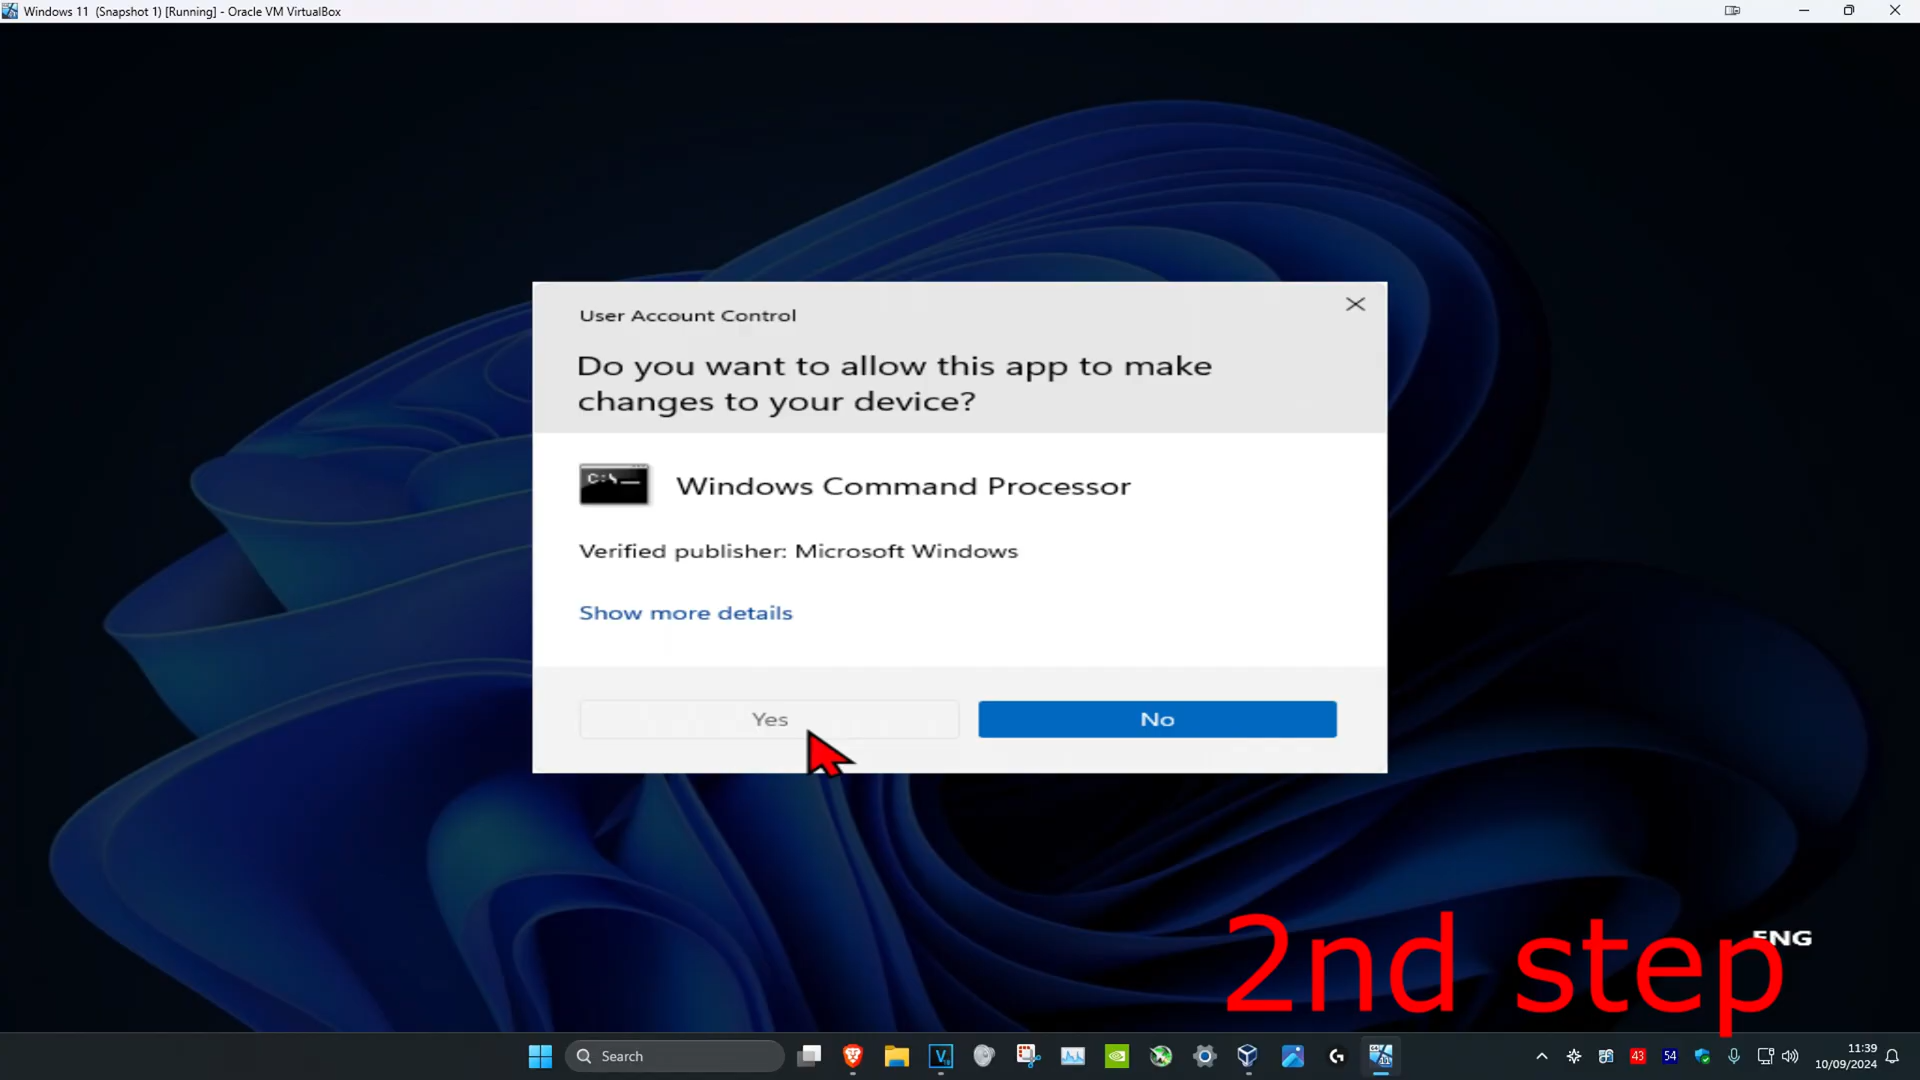 Windows 11 (Snapshot 1) [Running] - Oracle VM VirtualBox
User Account Control
Do you want to allow this app to make
changes to your device?
C:\
Windows Command Processor
Verified publisher: Microsoft Windows
Show more details
Yes
No
ENG
2nd step
Search
43
54
11:39
10/09/2024